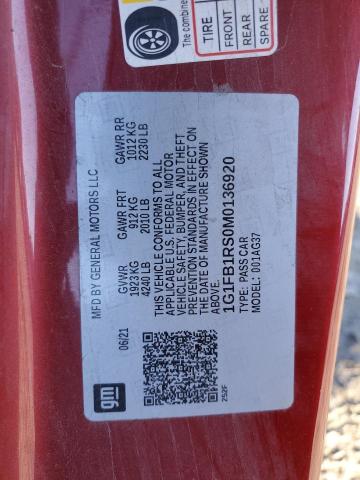 The combine
TIRE
FRONT
REAR
SPARE
gm
MFD BY GENERAL MOTORS LLC
06/21
GVWR
1923 KG
4240 LB
GAWR FRT
912 KG
2010 LB
GAWR RR
1012 KG
2230 LB
THIS VEHICLE CONFORMS TO ALL
APPLICABLE U.S. FEDERAL MOTOR
VEHICLE SAFETY, BUMPER, AND THEFT
PREVENTION STANDARDS IN EFFECT ON
THE DATE OF MANUFACTURE SHOWN
ABOVE.
1G1FB1RS0M0136920
TYPE: PASS CAR
MODEL: 001AG37
252F